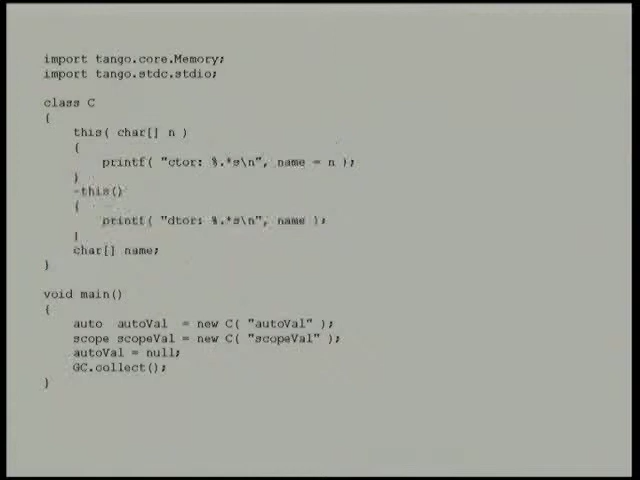 import tango.core.Memory;
import tango.stdc.stdio;
class C
{
this( char[] n )
{
printf( "ctor: %.*s\n", name = n );
}
~this()
{
printf( "dtor: %.*s\n", name );
}
char[] name;
}
void main()
{
auto autoVal = new C( "autoVal" );
scope scopeVal = new C( "scopeVal" );
autoVal = null;
GC.collect();
}